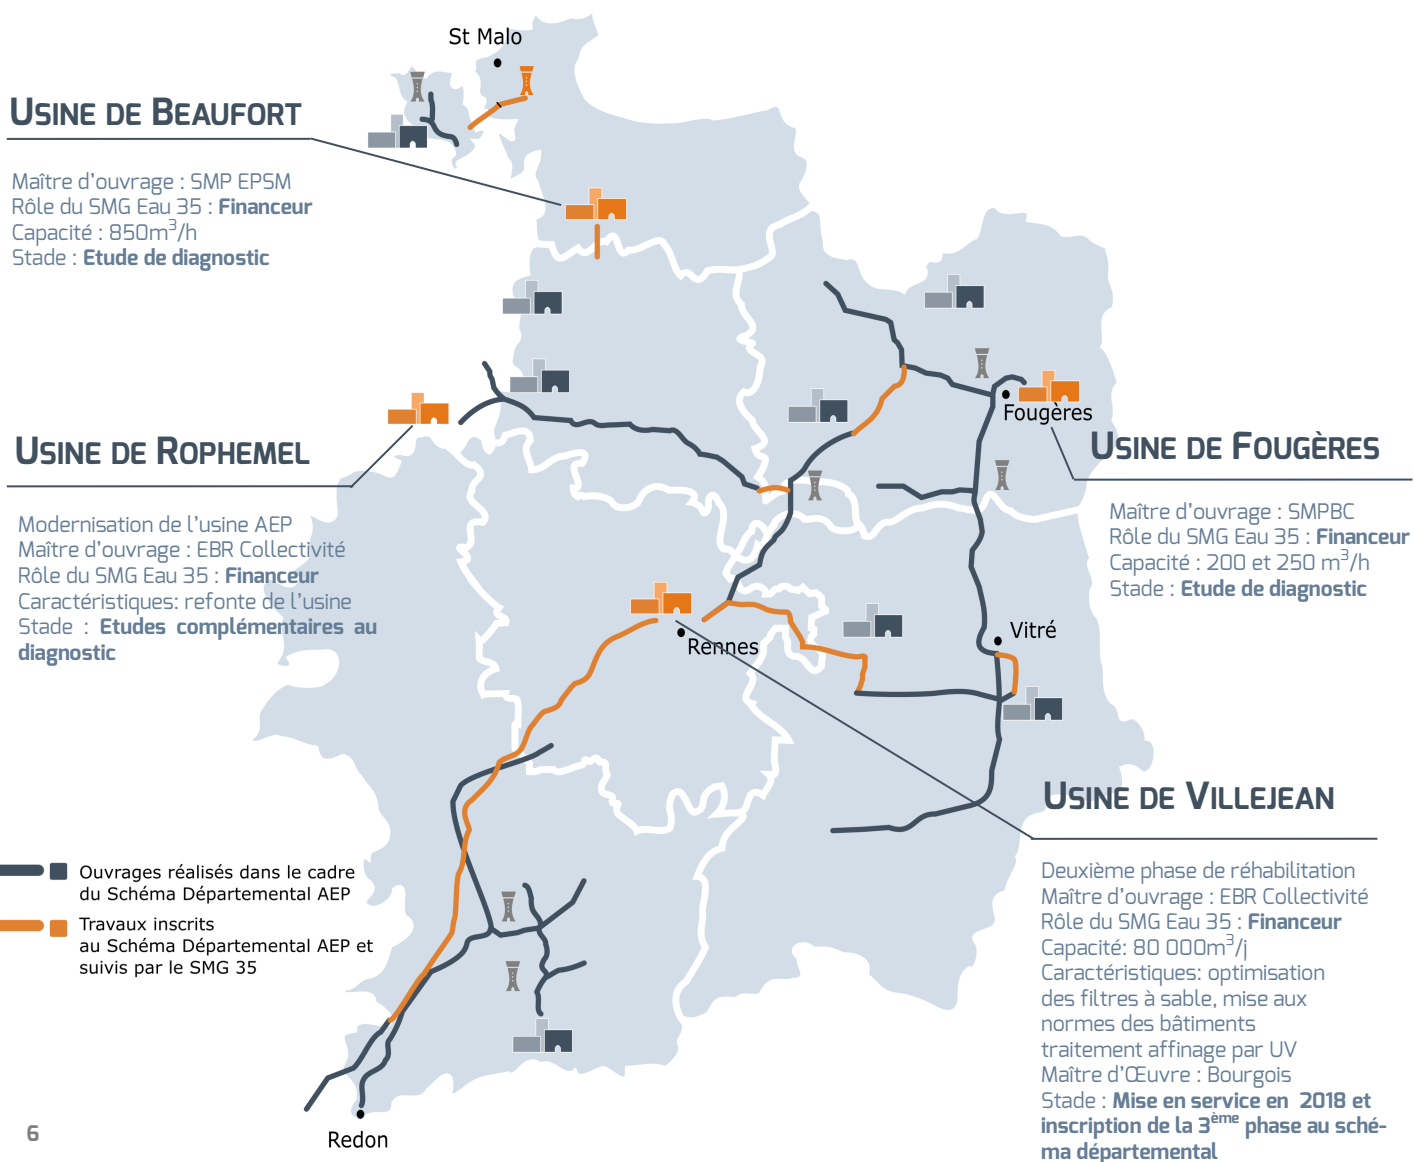 St Malo
USINE DE BEAUFORT
Maître d'ouvrage : SMP EPSM
Rôle du SMG Eau 35 : Financeur
Capacité : 850m³/h
Stade : Etude de diagnostic
Fougères
USINE DE ROPHEMEL
Modernisation de l'usine AEP
Maître d'ouvrage : EBR Collectivité
Rôle du SMG Eau 35 : Financeur
Caractéristiques: refonte de l'usine
Stade : Etudes complémentaires au
diagnostic
USINE DE FOUGÈRES
Maître d'ouvrage : SMPBC
Rôle du SMG Eau 35 : Financeur
Capacité : 200 et 250 m³/h
Stade : Etude de diagnostic
Vitré
Rennes
USINE DE VILLEJEAN
Deuxième phase de réhabilitation
Maître d'ouvrage : EBR Collectivité
Rôle du SMG Eau 35 : Financeur
Capacité: 80 000m³/j
Caractéristiques: optimisation
des filtres à sable, mise aux
normes des bâtiments
traitement affinage par UV
Maître d'Œuvre : Bourgois
Stade : Mise en service en 2018 et
inscription de la 3ème phase au sché-
ma départemental
Ouvrages réalisés dans le cadre
du Schéma Départemental AEP
Travaux inscrits
au Schéma Départemental AEP et
suivis par le SMG 35
Redon
6